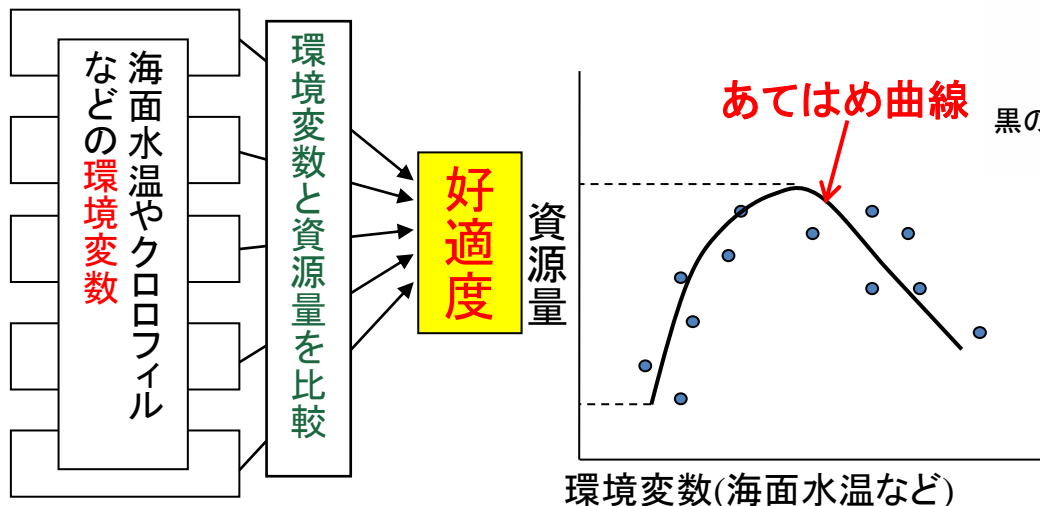 海面水温やクロロフィル
などの環境変数
環境変数と資源量を比較
好適度
資源量
あてはめ曲線
黒の
環境変数(海面水温など)